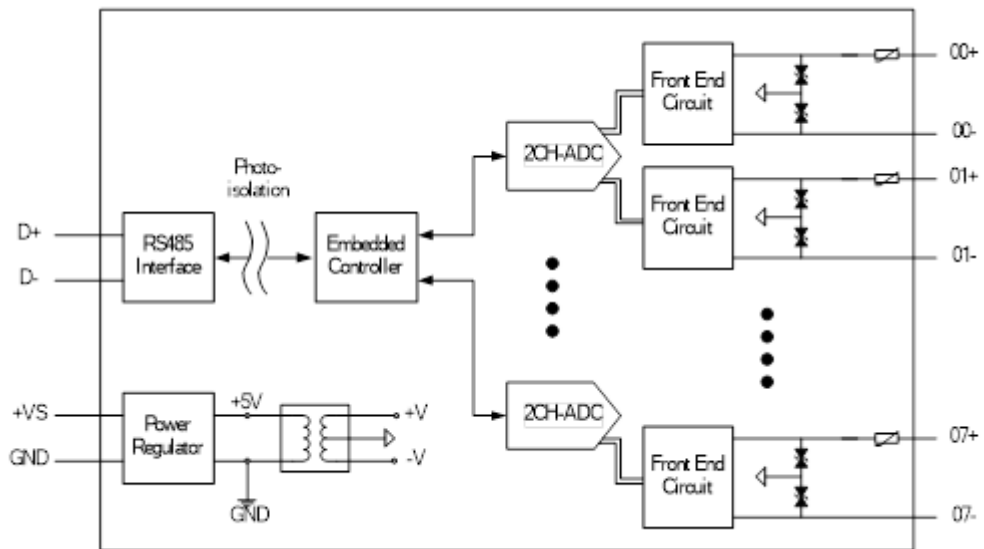 00+
Front End
Circuit
00-
2CH-ADC
Photo-
isolation
01+
Front End
Circuit
01-
D+
D-
RS485
Interface
Embedded
Controller
2CH-ADC
+VS
GND
Power
Regulator
+5V
+V
-V
GND
07+
Front End
Circuit
07-